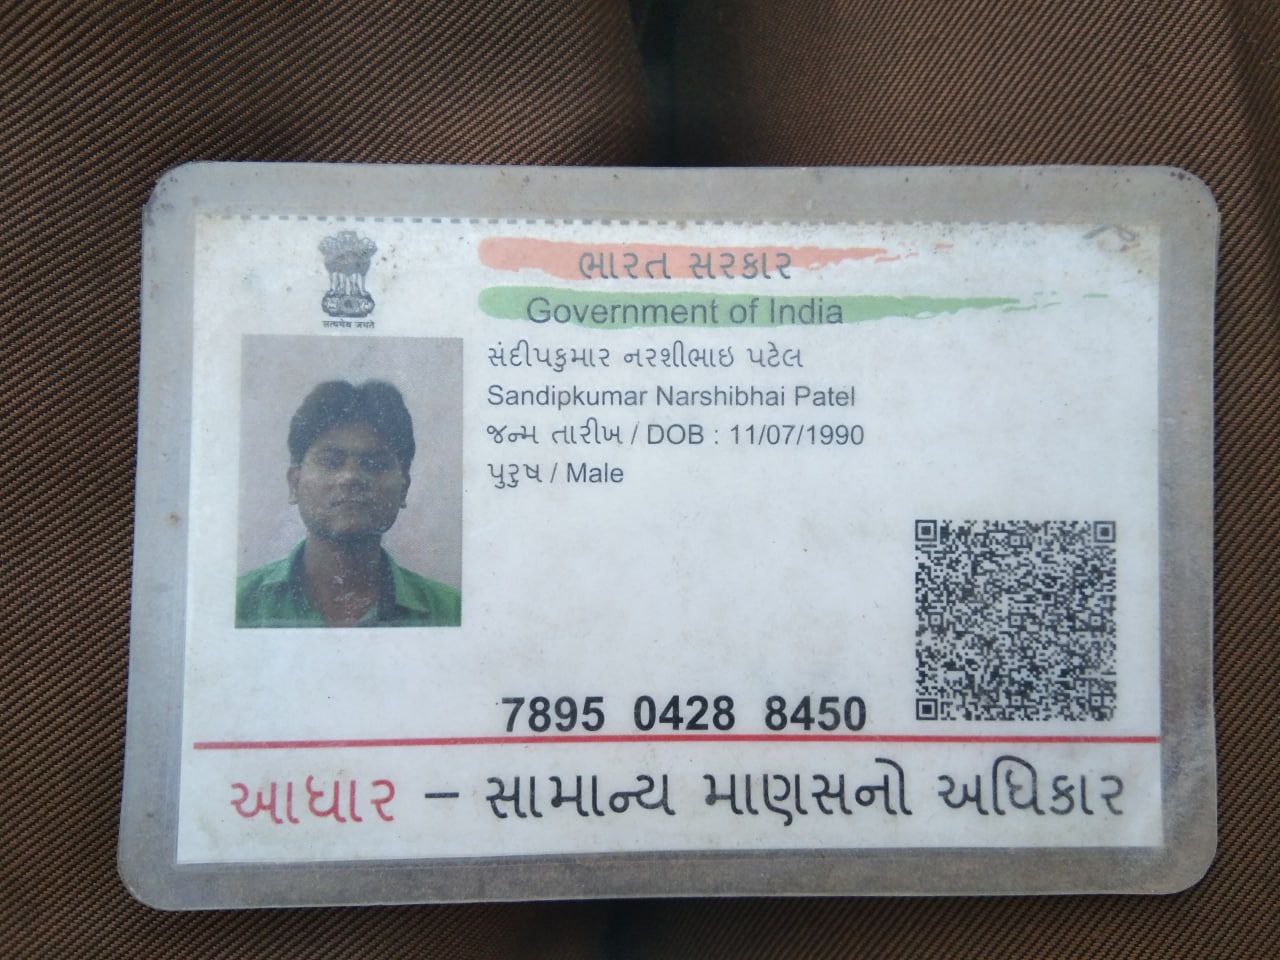 सत्यमेव जयते
ભારત સરકાર
Government of India
સંદીપકુમાર નરશીભાઇ પટેલ
Sandipkumar Narshibhai Patel
જન્મ તારીખ / DOB : 11/07/1990
પુરુષ / Male
7895 0428 8450
આધાર – સામાન્ય માણસનો અધિકાર